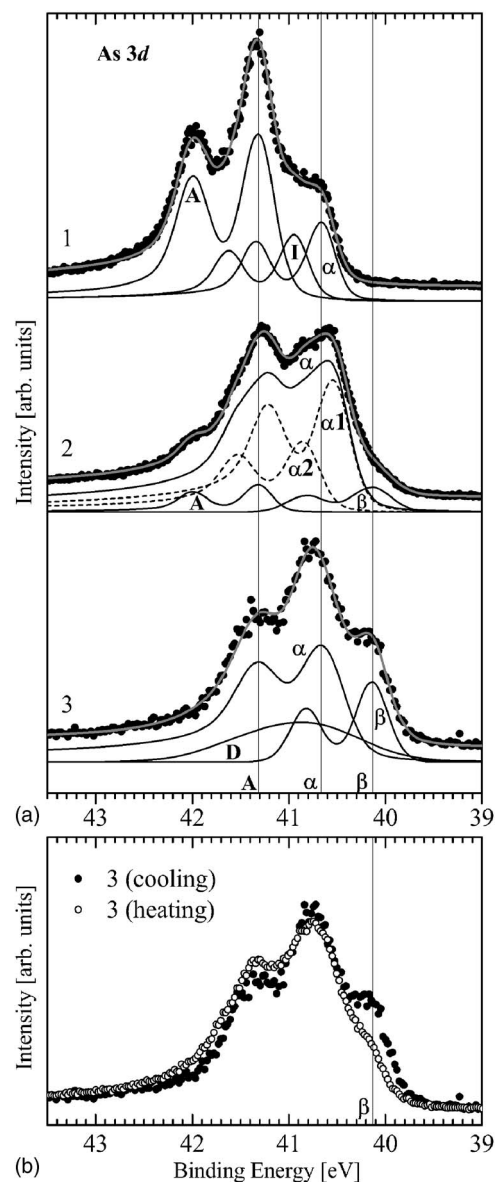 As 3d
A
1
I
α
Intensity [arb. units]
α
2
α1
α2
A
β
3
α
β
D
A α β
(a) 43 42 41 40 39
3 (cooling)
3 (heating)
Intensity [arb. units]
β
43 42 41 40 39
(b) Binding Energy [eV]